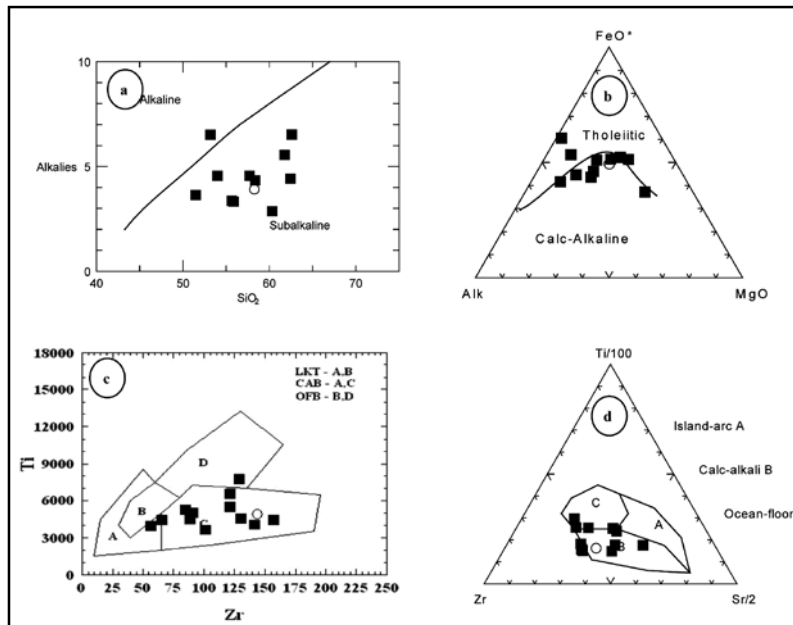 a
Alkaline
10
5
0
Alkalies
Subalkaline
40 50 60 70
SiO2
FeO*
b
Tholeiitic
Calc-Alkaline
Alk
MgO
c
LKT - A,B
CAB - A,C
OFB - B,D
18000
15000
12000
9000
6000
3000
0
Ti
D
B
C
A
0 25 50 75 100 125 150 175 200 225 250
Zr
Ti/100
d
Island-arc A
Calc-alkali B
Ocean-floor
C
A
B
Zr
Sr/2